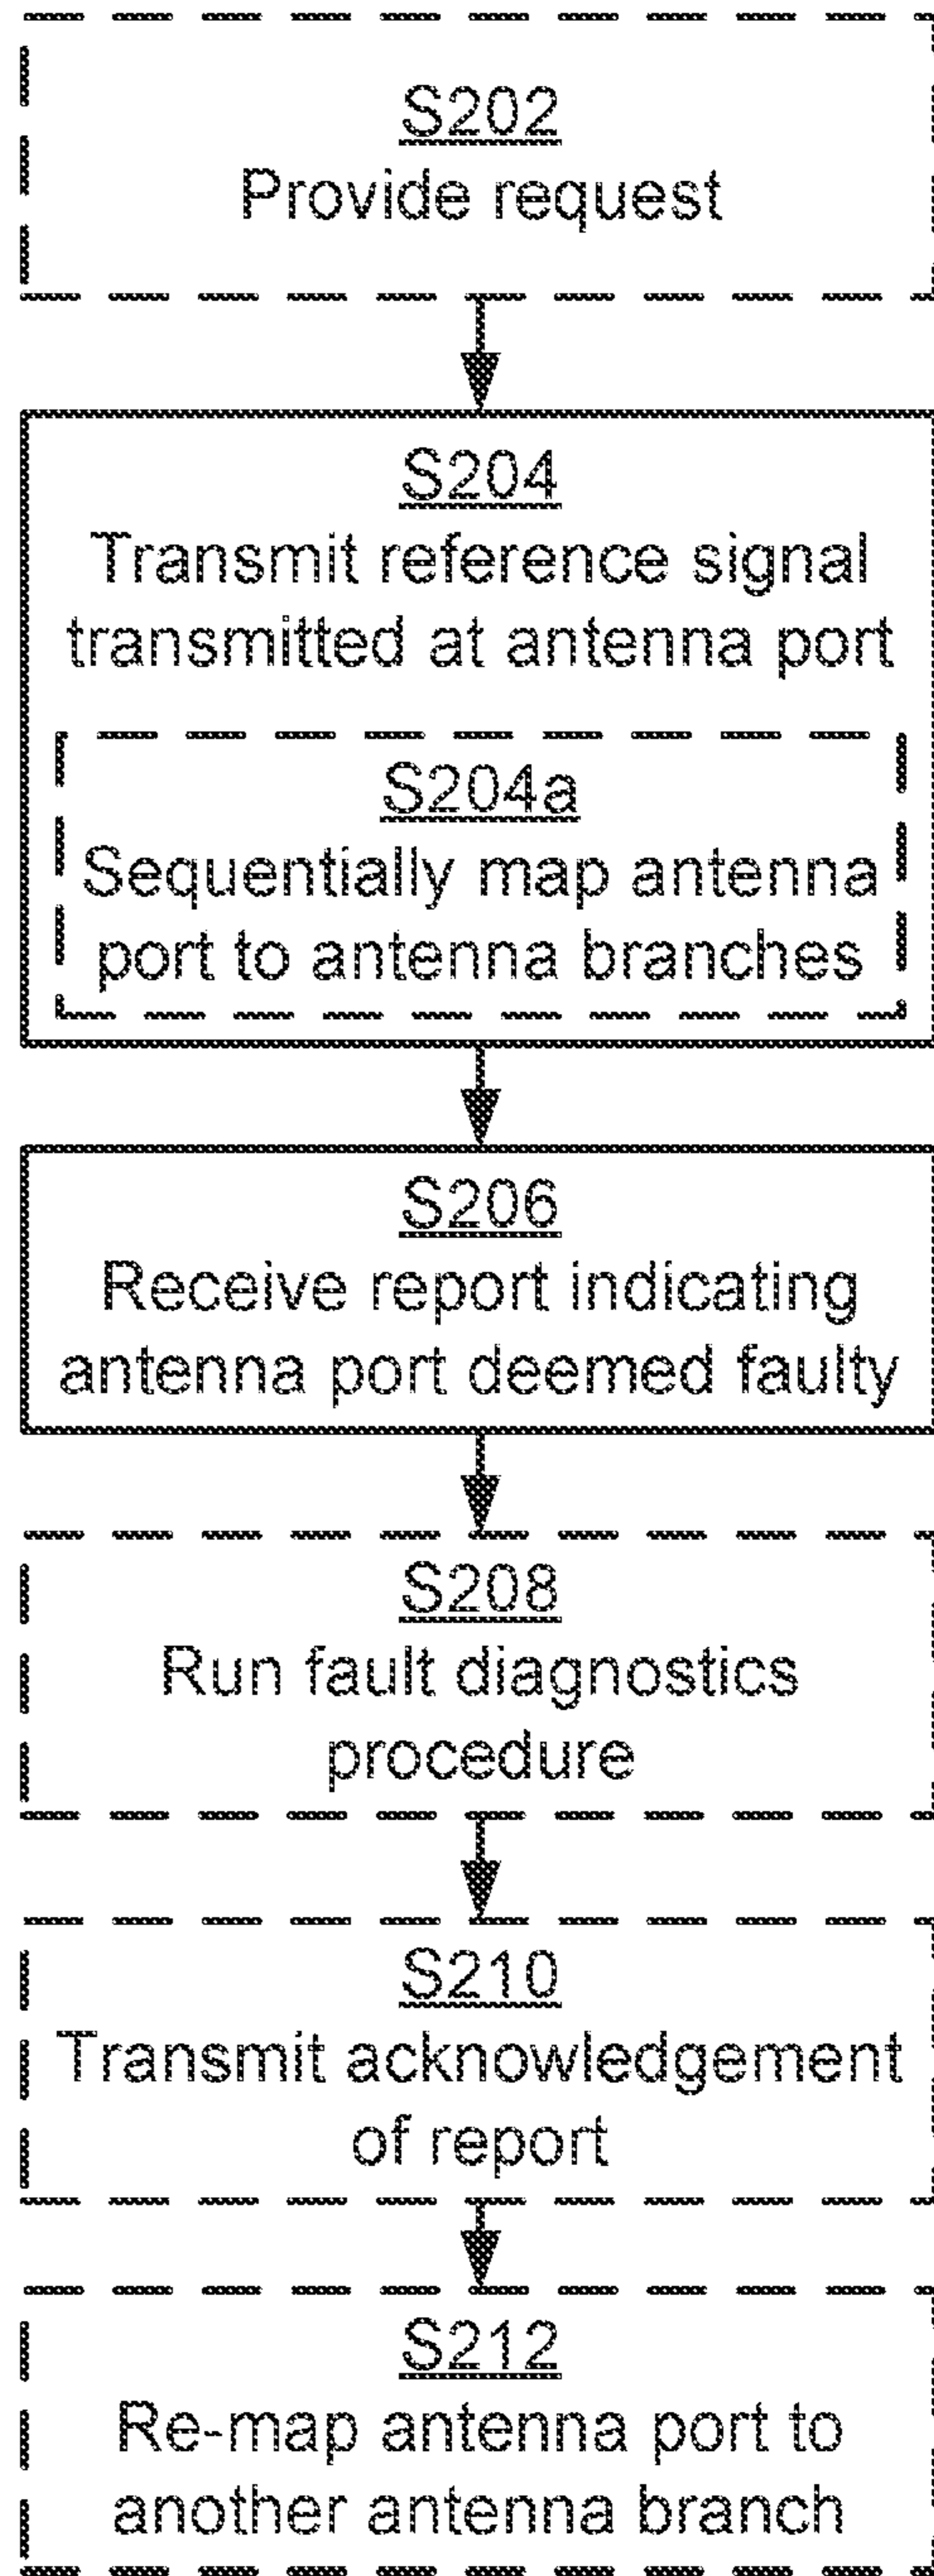 S202
Provide request
S204
Transmit reference signal
transmitted at antenna port
S204a
Sequentially map antenna
port to antenna branches
S206
Receive report indicating
antenna port deemed faulty
S208
Run fault diagnostics
procedure
S210
Transmit acknowledgement
of report
S212
Re-map antenna port to
another antenna branch